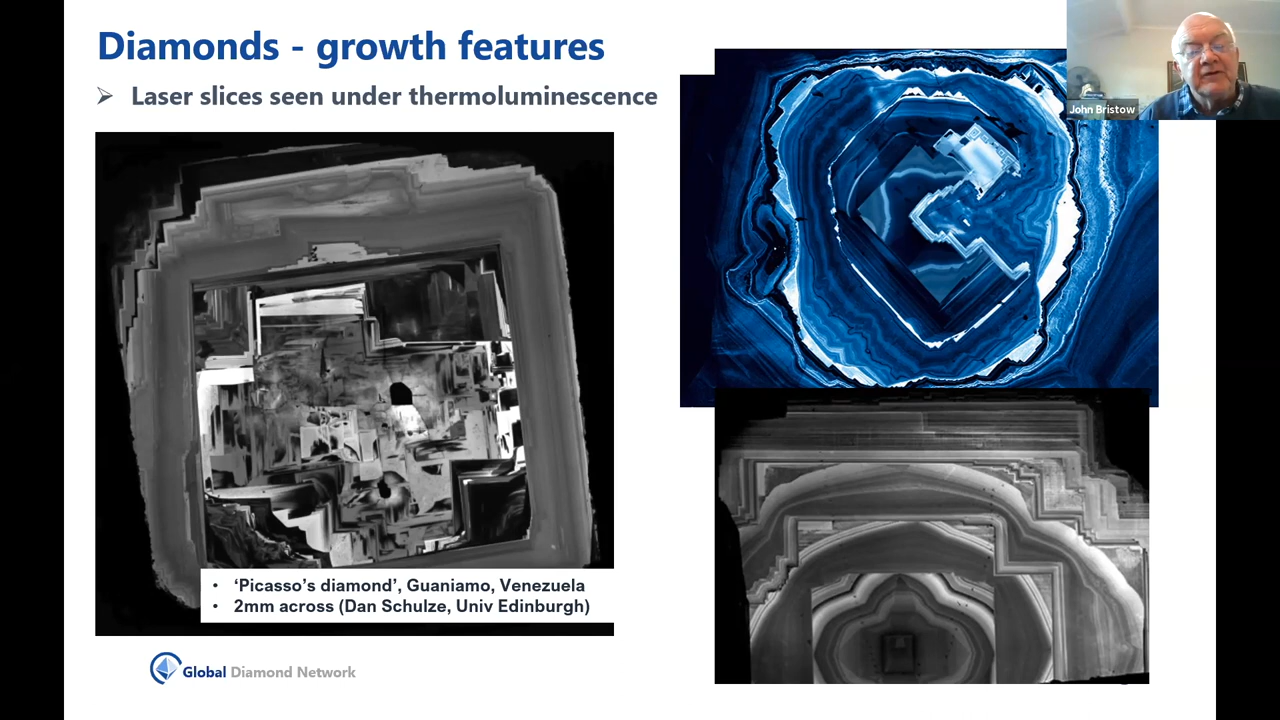 Diamonds - growth features
➢ Laser slices seen under thermoluminescence
John Bristow
• ‘Picasso’s diamond’, Guaniamo, Venezuela
• 2mm across (Dan Schulze, Univ Edinburgh)
Global Diamond Network